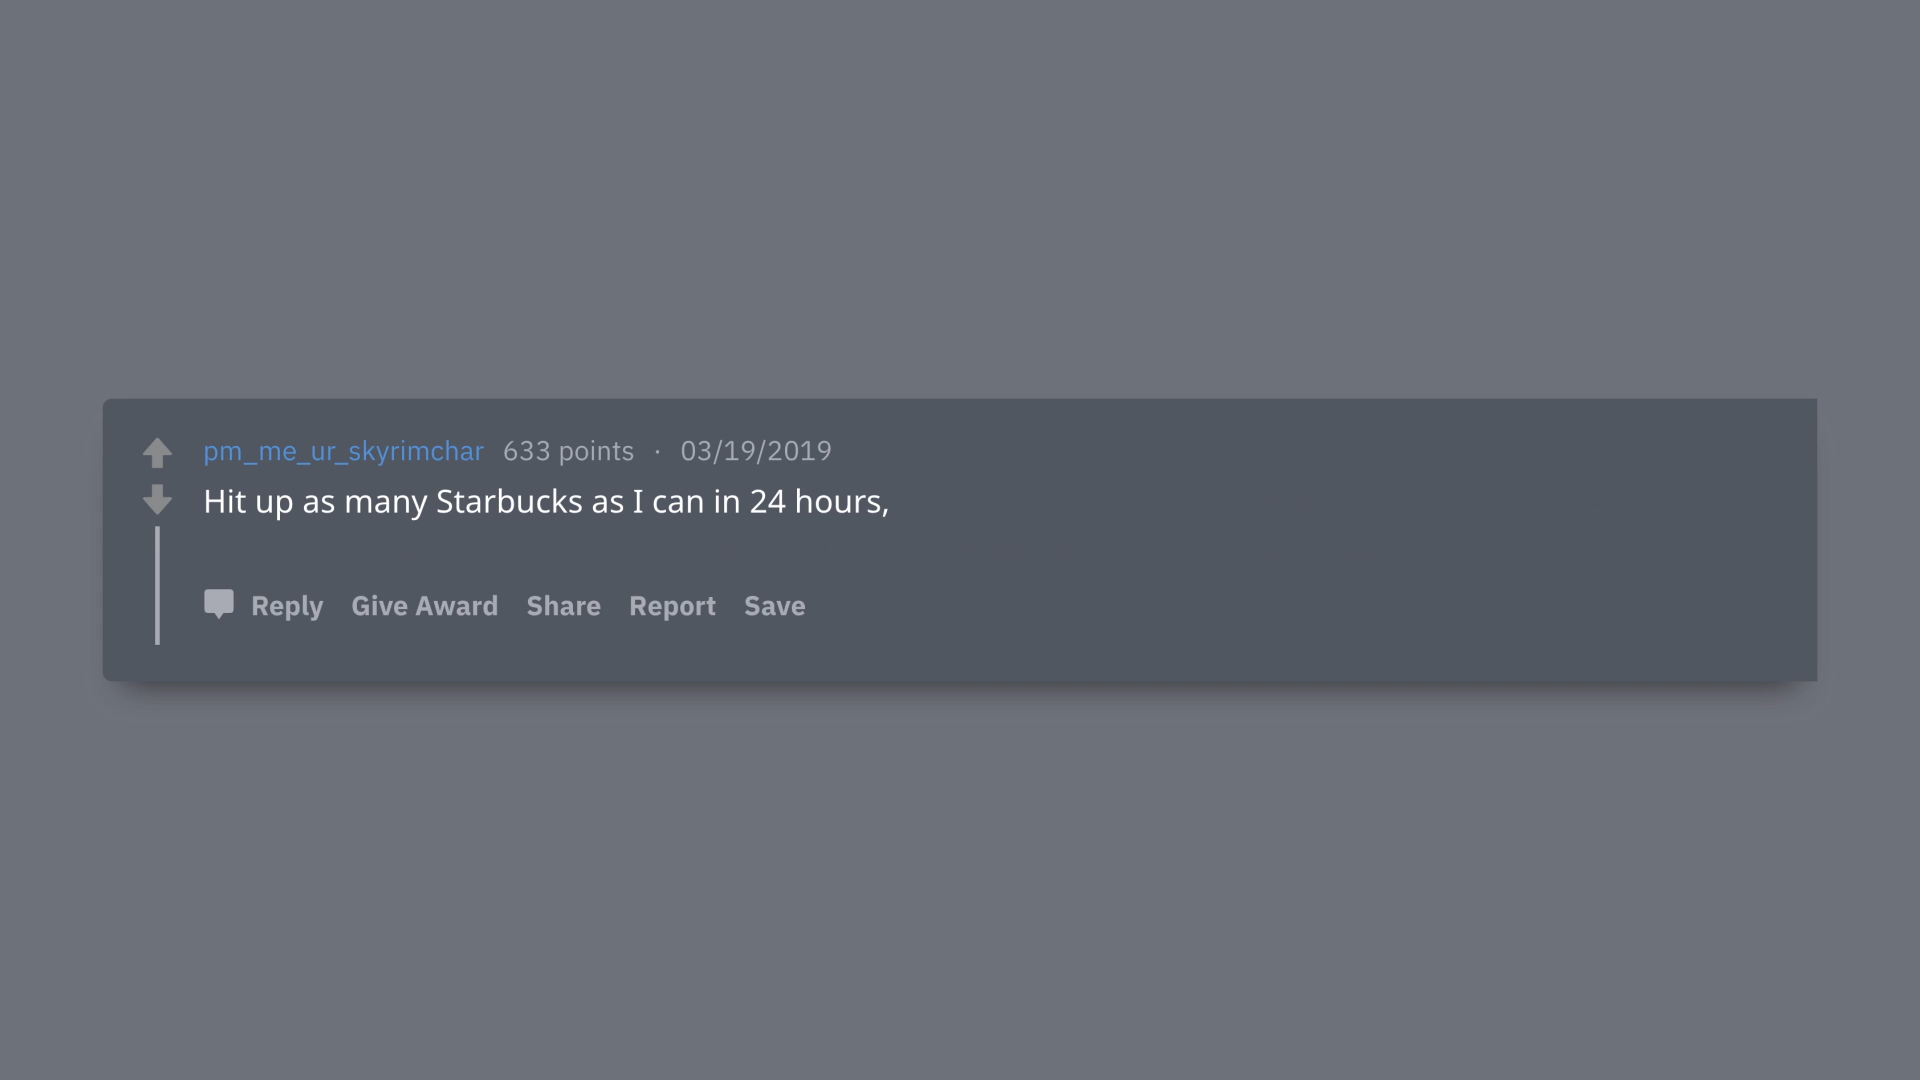 pm_me_ur_skyrimchar 633 points · 03/19/2019
Hit up as many Starbucks as I can in 24 hours,
Reply Give Award Share Report Save